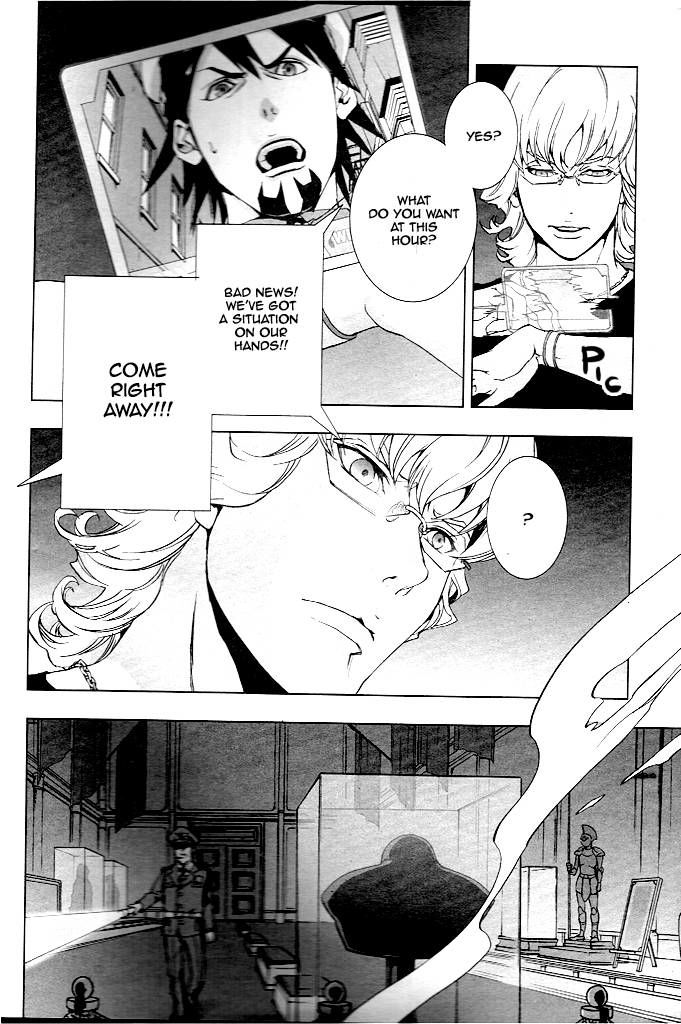 YES?
WHAT
DO YOU WANT
AT THIS
HOUR?
PIC
BAD NEWS!
WE'VE GOT
A SITUATION
ON OUR
HANDS!!
COME
RIGHT
AWAY!!!
?